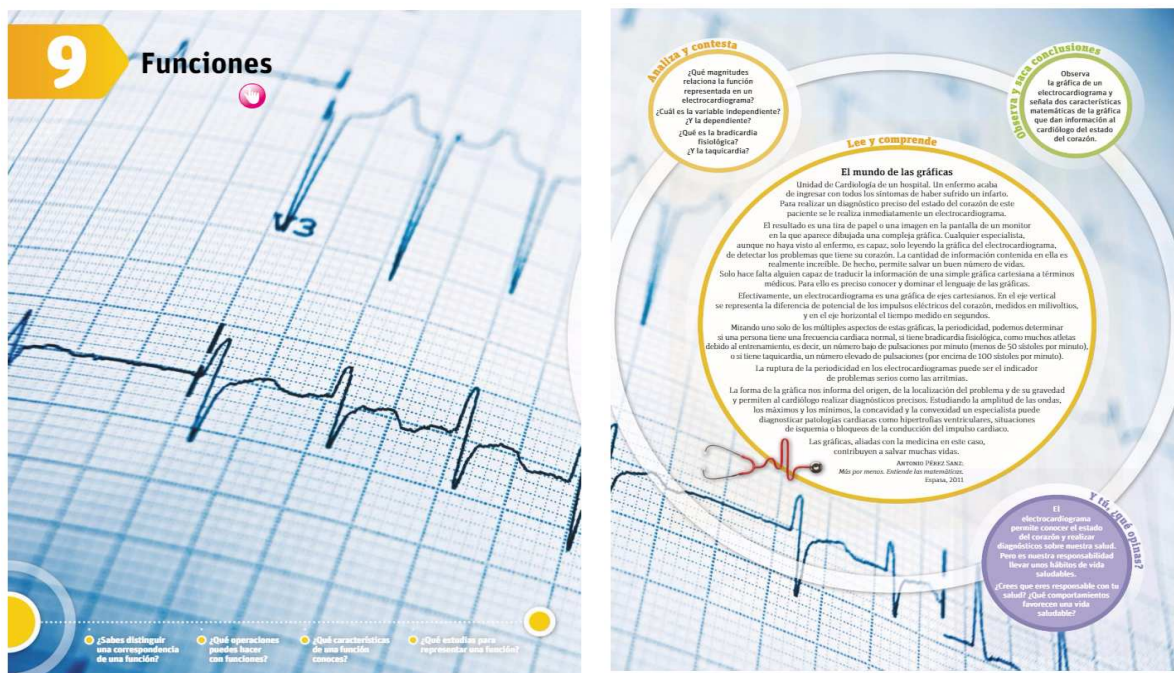 9
Funciones
V3
¿Sabes distinguir
una correspondencia
de una función?
¿Qué operaciones
puedes hacer
con funciones?
¿Qué características
de una función
conoces?
¿Qué estudias para
representar una función?
Analiza y contesta
¿Qué magnitudes
relaciona la función
representada en un
electrocardiograma?
¿Cuál es la variable independiente?
¿Y la dependiente?
¿Qué es la bradicardia
fisiológica?
¿Y la taquicardia?
Observa y saca conclusiones
Observa
la gráfica de un
electrocardiograma y
señala dos características
matemáticas de la gráfica
que dan información al
cardiólogo del estado
del corazón.
Lee y comprende
El mundo de las gráficas
Unidad de Cardiología de un hospital. Un enfermo acaba
de ingresar con todos los síntomas de haber sufrido un infarto.
Para realizar un diagnóstico preciso del estado del corazón de este
paciente se le realiza inmediatamente un electrocardiograma.
El resultado es una tira de papel o una imagen en la pantalla de un monitor
en la que aparece dibujada una compleja gráfica. Cualquier especialista,
aunque no haya visto al enfermo, es capaz, solo leyendo la gráfica del electrocardiograma,
de detectar los problemas que tiene su corazón. La cantidad de información contenida en ella es
realmente increíble. De hecho, permite salvar un buen número de vidas.
Solo hace falta alguien capaz de traducir la información de una simple gráfica cartesiana a términos
médicos. Para ello es preciso conocer y dominar el lenguaje de las gráficas.
Efectivamente, un electrocardiograma es una gráfica de ejes cartesianos. En el eje vertical
se representa la diferencia de potencial de los impulsos eléctricos del corazón, medidos en milivoltios,
y en el eje horizontal el tiempo medido en segundos.
Mirando uno solo de los múltiples aspectos de estas gráficas, la periodicidad, podemos determinar
si una persona tiene una frecuencia cardiaca normal, si tiene bradicardia fisiológica, como muchos atletas
debido al entrenamiento, es decir, un número bajo de pulsaciones por minuto (menos de 50 sístoles por minuto),
o si tiene taquicardia, un número elevado de pulsaciones (por encima de 100 sístoles por minuto).
La ruptura de la periodicidad en los electrocardiogramas puede ser el indicador
de problemas serios como las arritmias.
La forma de la gráfica nos informa del origen, de la localización del problema y de su gravedad
y permiten al cardiólogo realizar diagnósticos precisos. Estudiando la amplitud de las ondas,
los máximos y los mínimos, la concavidad y la convexidad un especialista puede
diagnosticar patologías cardiacas como hipertrofias ventriculares, situaciones
de isquemia o bloqueos de la conducción del impulso cardiaco.
Las gráficas, aliadas con la medicina en este caso,
contribuyen a salvar muchas vidas.
ANTONIO PÉREZ SANZ:
Más por menos. Entiende las matemáticas.
Espasa, 2011
Y tú, ¿qué opinas?
El
electrocardiograma
permite conocer el estado
del corazón y realizar
diagnósticos sobre nuestra salud.
Pero es nuestra responsabilidad
llevar unos hábitos de vida
saludables.
¿Crees que eres responsable con tu
salud? ¿Qué comportamientos
favorecen una vida
saludable?